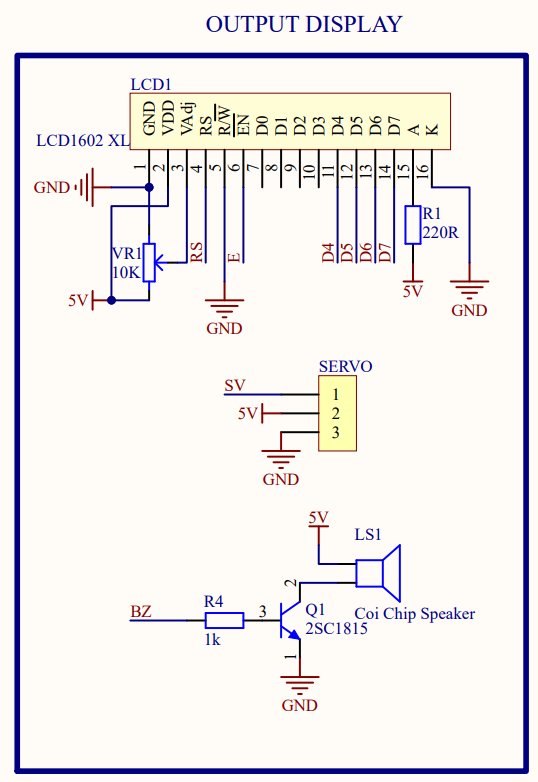 OUTPUT DISPLAY
LCD1
LCD1602 XL
GND VDD VAdj RS R/W EN D0 D1 D2 D3 D4 D5 D6 D7 A K
1 2 3 4 5 6 7 8 9 10 11 12 13 14 15 16
GND
VR1
10K
5V
RS
E
GND
D4 D5 D6 D7
R1
220R
5V
GND
SERVO
SV 1
5V 2
3
GND
5V
LS1
Coi Chip Speaker
BZ
R4
1k
3
2
Q1
2SC1815
1
GND